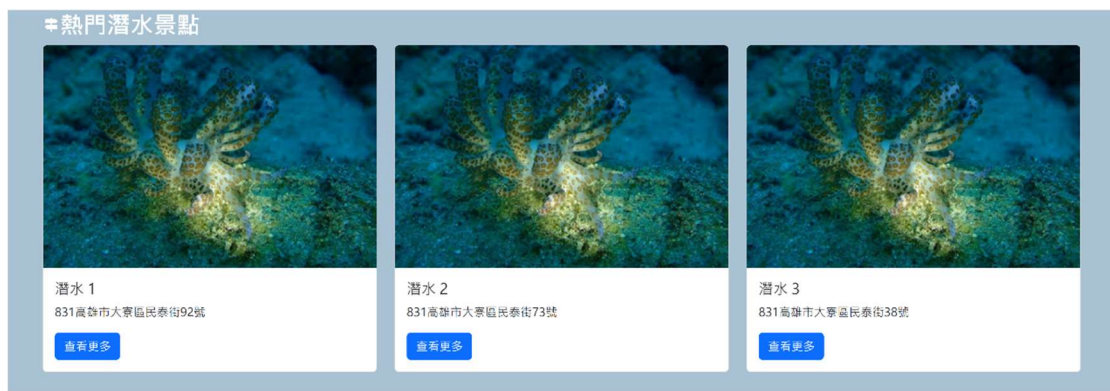 熱門潛水景點
潛水 1
831高雄市大寮區民泰街92號
查看更多
潛水 2
831高雄市大寮區民泰街73號
查看更多
潛水 3
831高雄市大寮區民泰街38號
查看更多